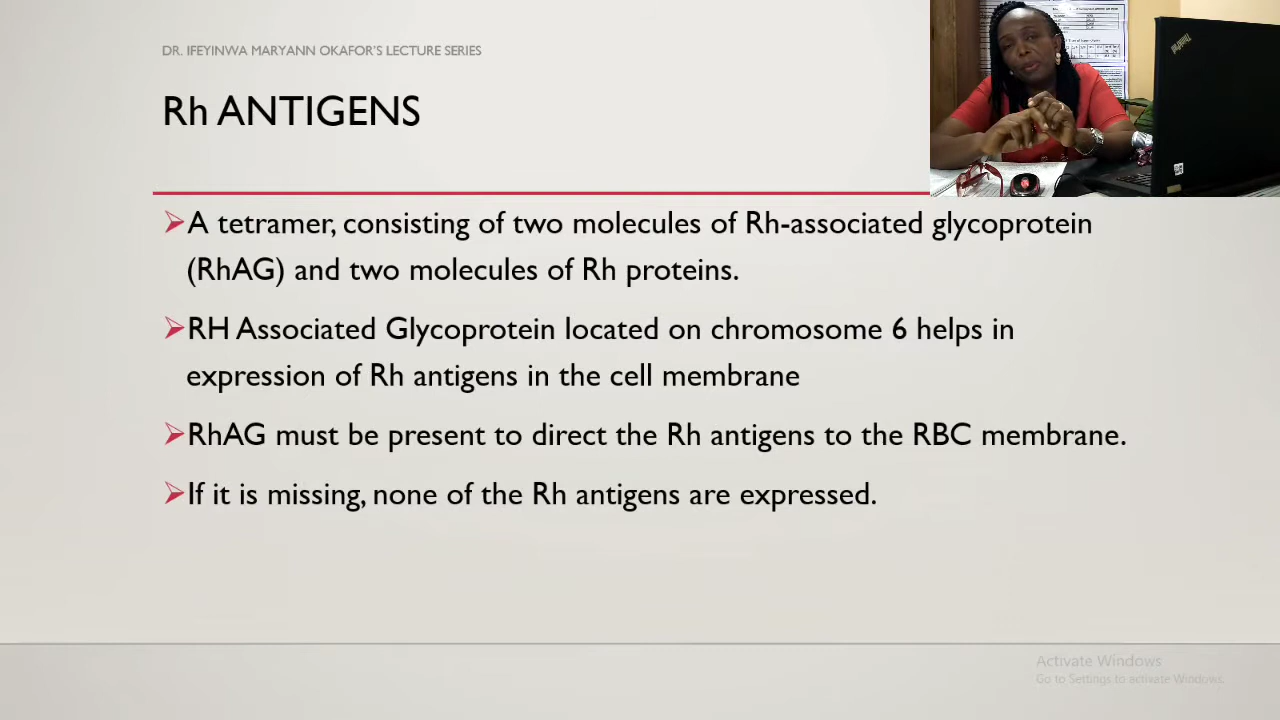 DR. IFEYINWA MARYANN OKAFOR'S LECTURE SERIES
Rh ANTIGENS
➢A tetramer, consisting of two molecules of Rh-associated glycoprotein
(RhAG) and two molecules of Rh proteins.
➢RH Associated Glycoprotein located on chromosome 6 helps in
expression of Rh antigens in the cell membrane
➢RhAG must be present to direct the Rh antigens to the RBC membrane.
➢If it is missing, none of the Rh antigens are expressed.
Activate Windows
Go to Settings to activate Windows.